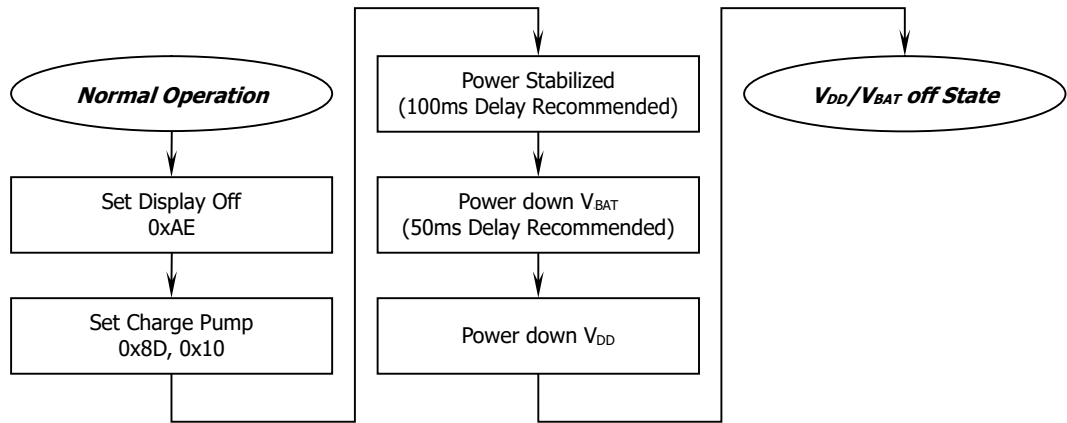 Normal Operation
Set Display Off
0xAE
Set Charge Pump
0x8D, 0x10
Power Stabilized
(100ms Delay Recommended)
Power down VBAT
(50ms Delay Recommended)
Power down VDD
VDD/VBAT off State